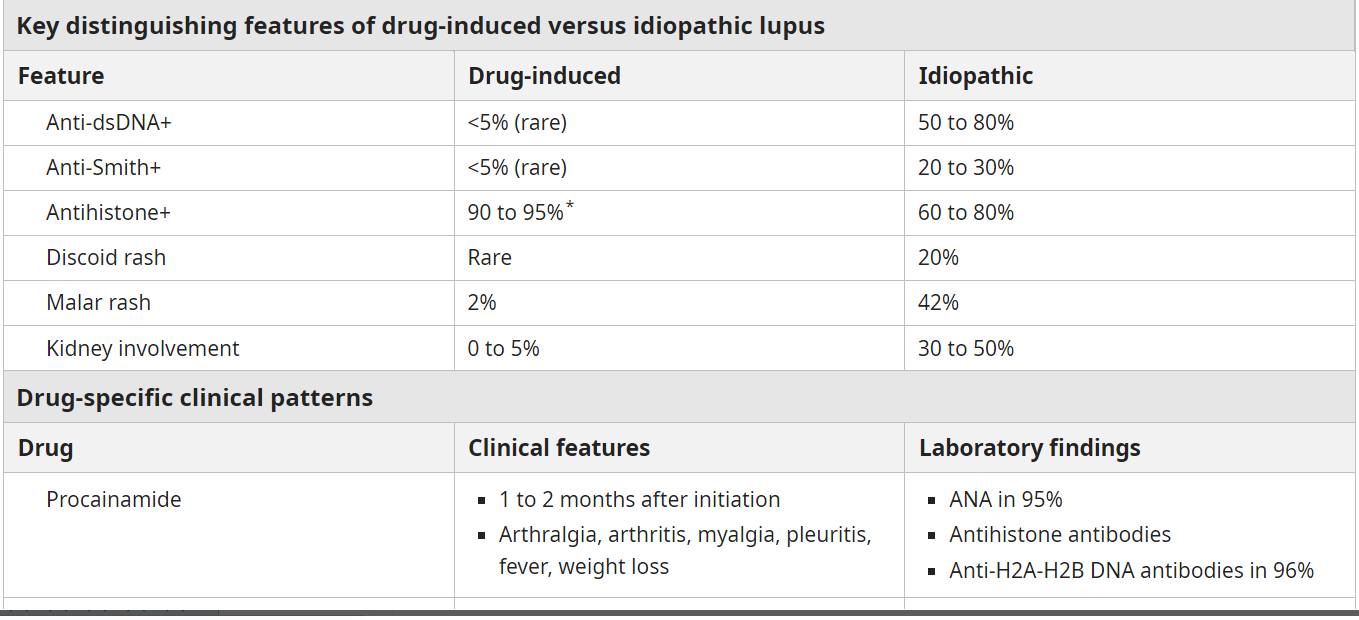 Key distinguishing features of drug-induced versus idiopathic lupus
Feature Drug-induced Idiopathic
Anti-dsDNA+ <5% (rare) 50 to 80%
Anti-Smith+ <5% (rare) 20 to 30%
Antihistone+ 90 to 95%* 60 to 80%
Discoid rash Rare 20%
Malar rash 2% 42%
Kidney involvement 0 to 5% 30 to 50%
Drug-specific clinical patterns
Drug Clinical features Laboratory findings
Procainamide ▪ 1 to 2 months after initiation ▪ ANA in 95%
▪ Arthralgia, arthritis, myalgia, pleuritis, ▪ Antihistone antibodies
fever, weight loss ▪ Anti-H2A-H2B DNA antibodies in 96%